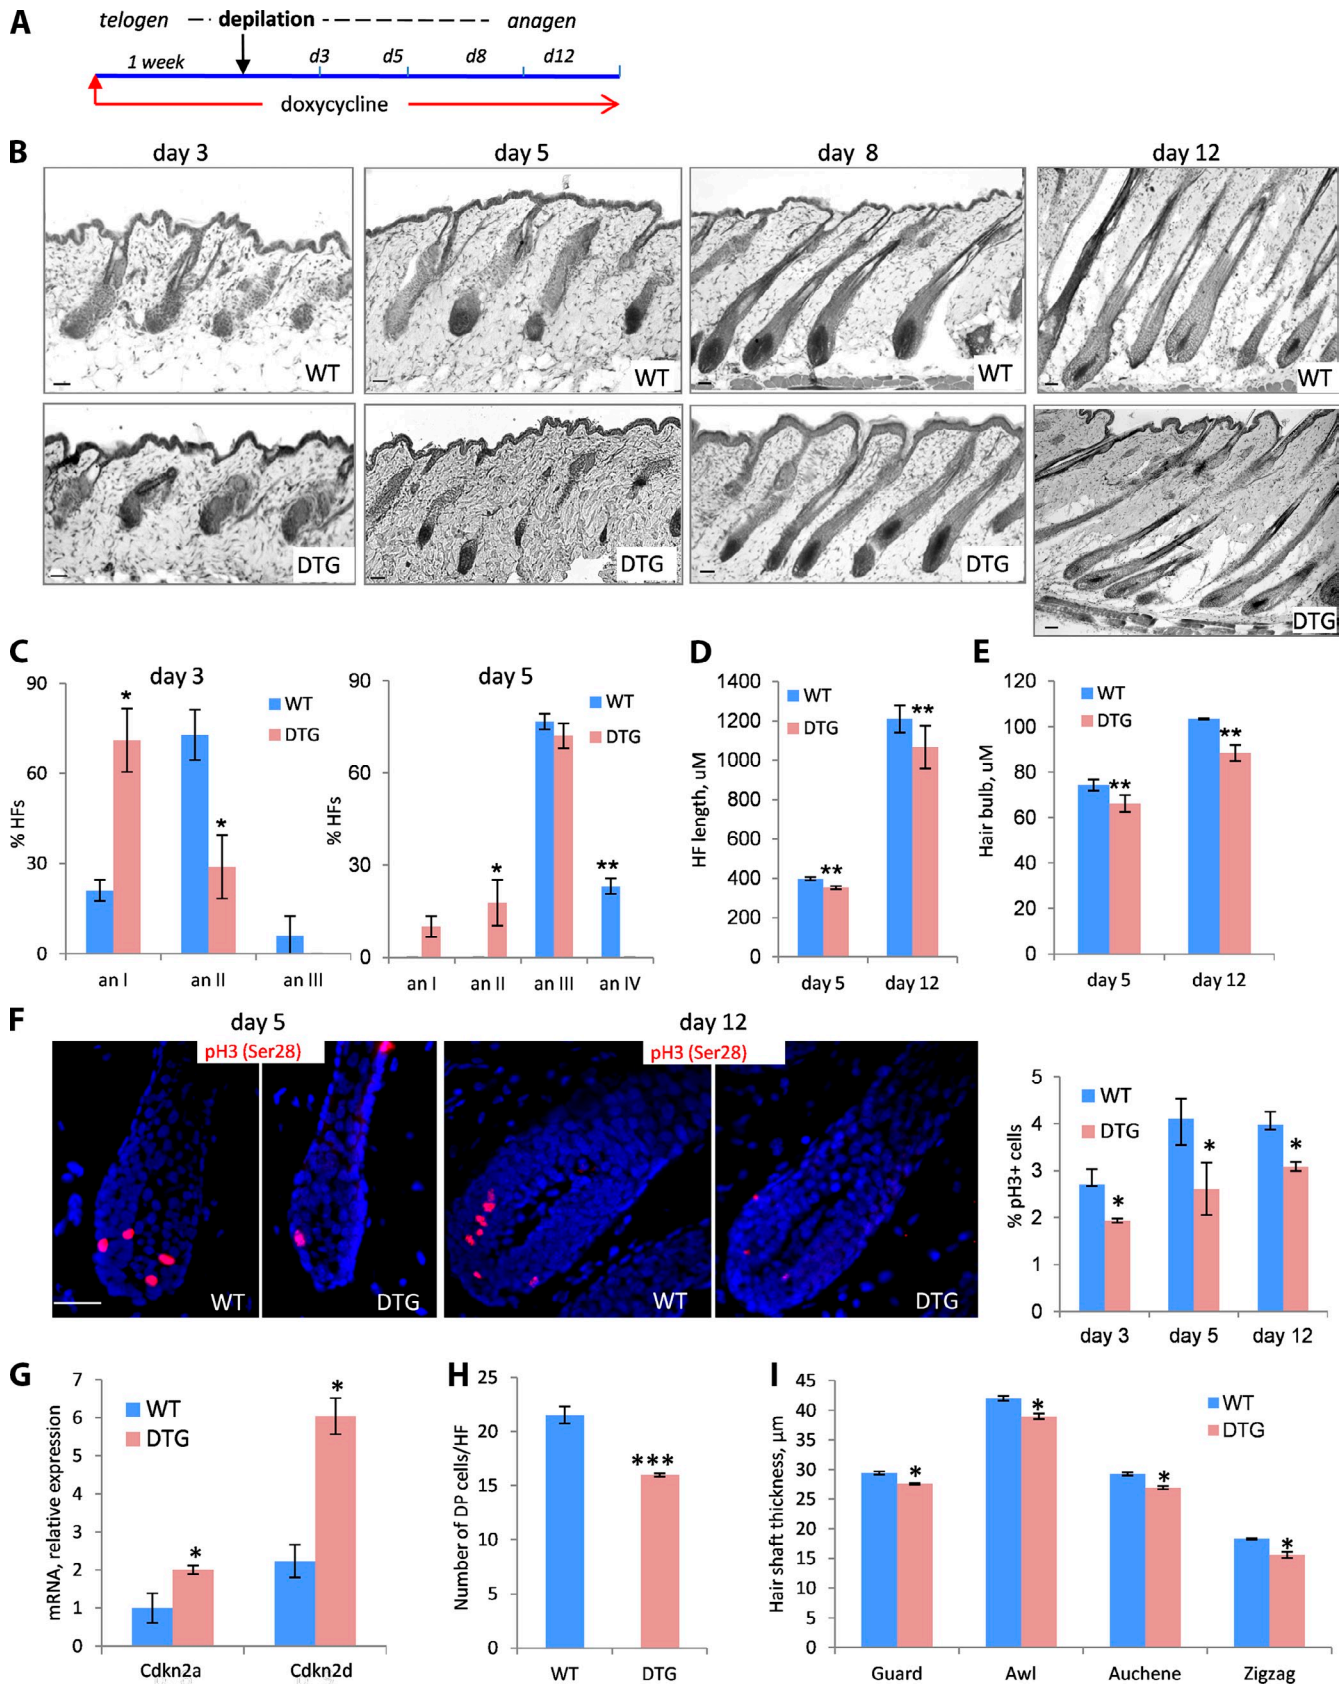 A
telogen depilation anagen
1 week d3 d5 d8 d12
doxycycline
B
day 3 day 5 day 8 day 12
WT WT WT WT
DTG DTG DTG DTG
C
day 3
% HFs
90
60
30
0
an I an II an III
WT
DTG
* *
day 5
% HFs
90
60
30
0
an I an II an III an IV
WT
DTG
* **
D
HF length, uM
1400
1200
1000
800
600
400
200
0
day 5 day 12
WT
DTG
** **
E
Hair bulb, uM
120
100
80
60
40
20
0
day 5 day 12
WT
DTG
** **
F
day 5 day 12
pH3 (Ser28) pH3 (Ser28)
WT DTG WT DTG
% pH3+ cells
5
4
3
2
1
0
day 3 day 5 day 12
WT
DTG
* * *
G
mRNA, relative expression
7
6
5
4
3
2
1
0
Cdkn2a Cdkn2d
WT
DTG
* *
H
Number of DP cells/HF
25
20
15
10
5
0
WT DTG
***
I
Hair shaft thickness, µm
45
40
35
30
25
20
15
10
5
0
Guard Awl Auchene Zigzag
WT
DTG
* * * *